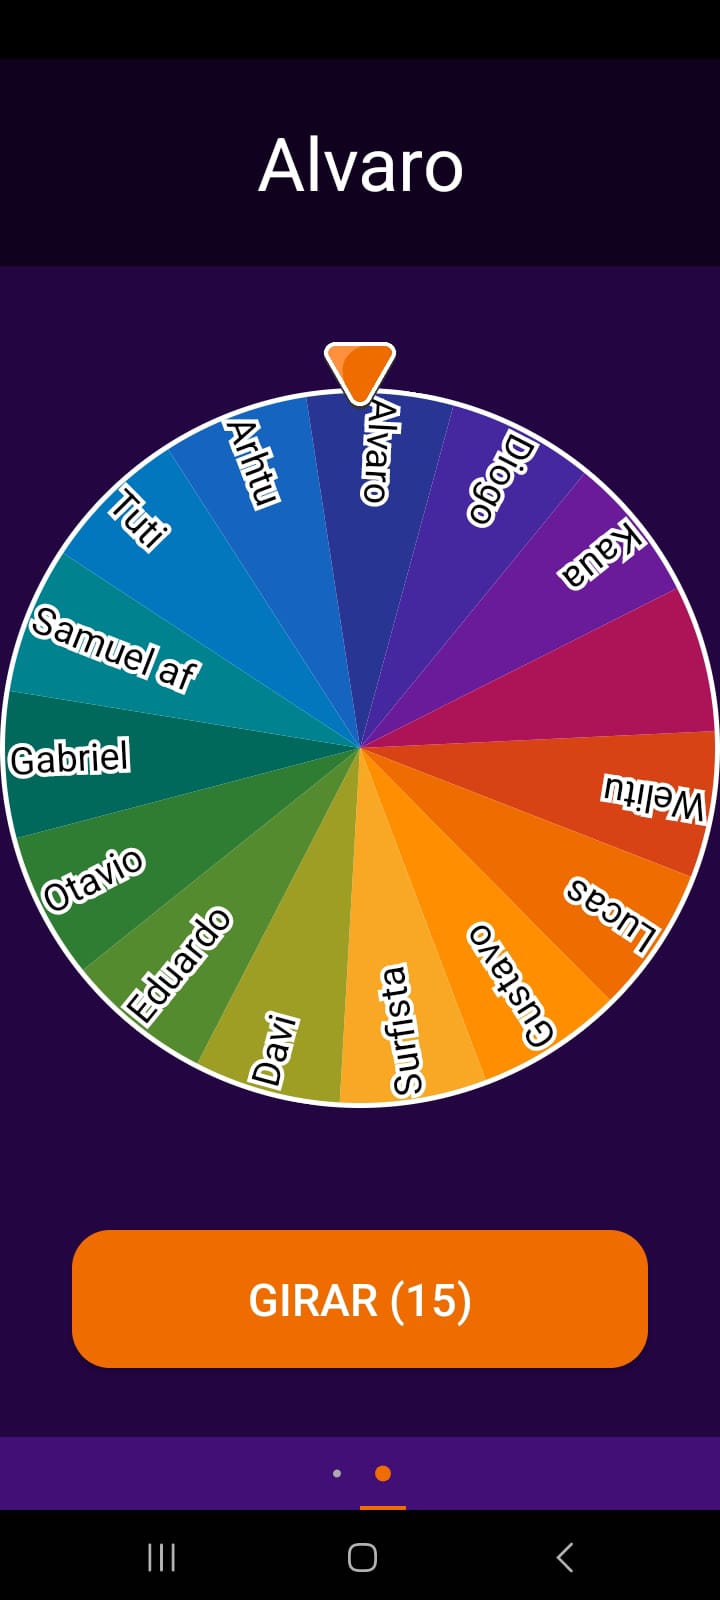 Alvaro
Alvaro
Diogo
Kaua
Welitu
Lucas
Gustavo
Surfista
Davi
Eduardo
Otavio
Gabriel
Samuel af
Tuti
Arhtu
GIRAR (15)